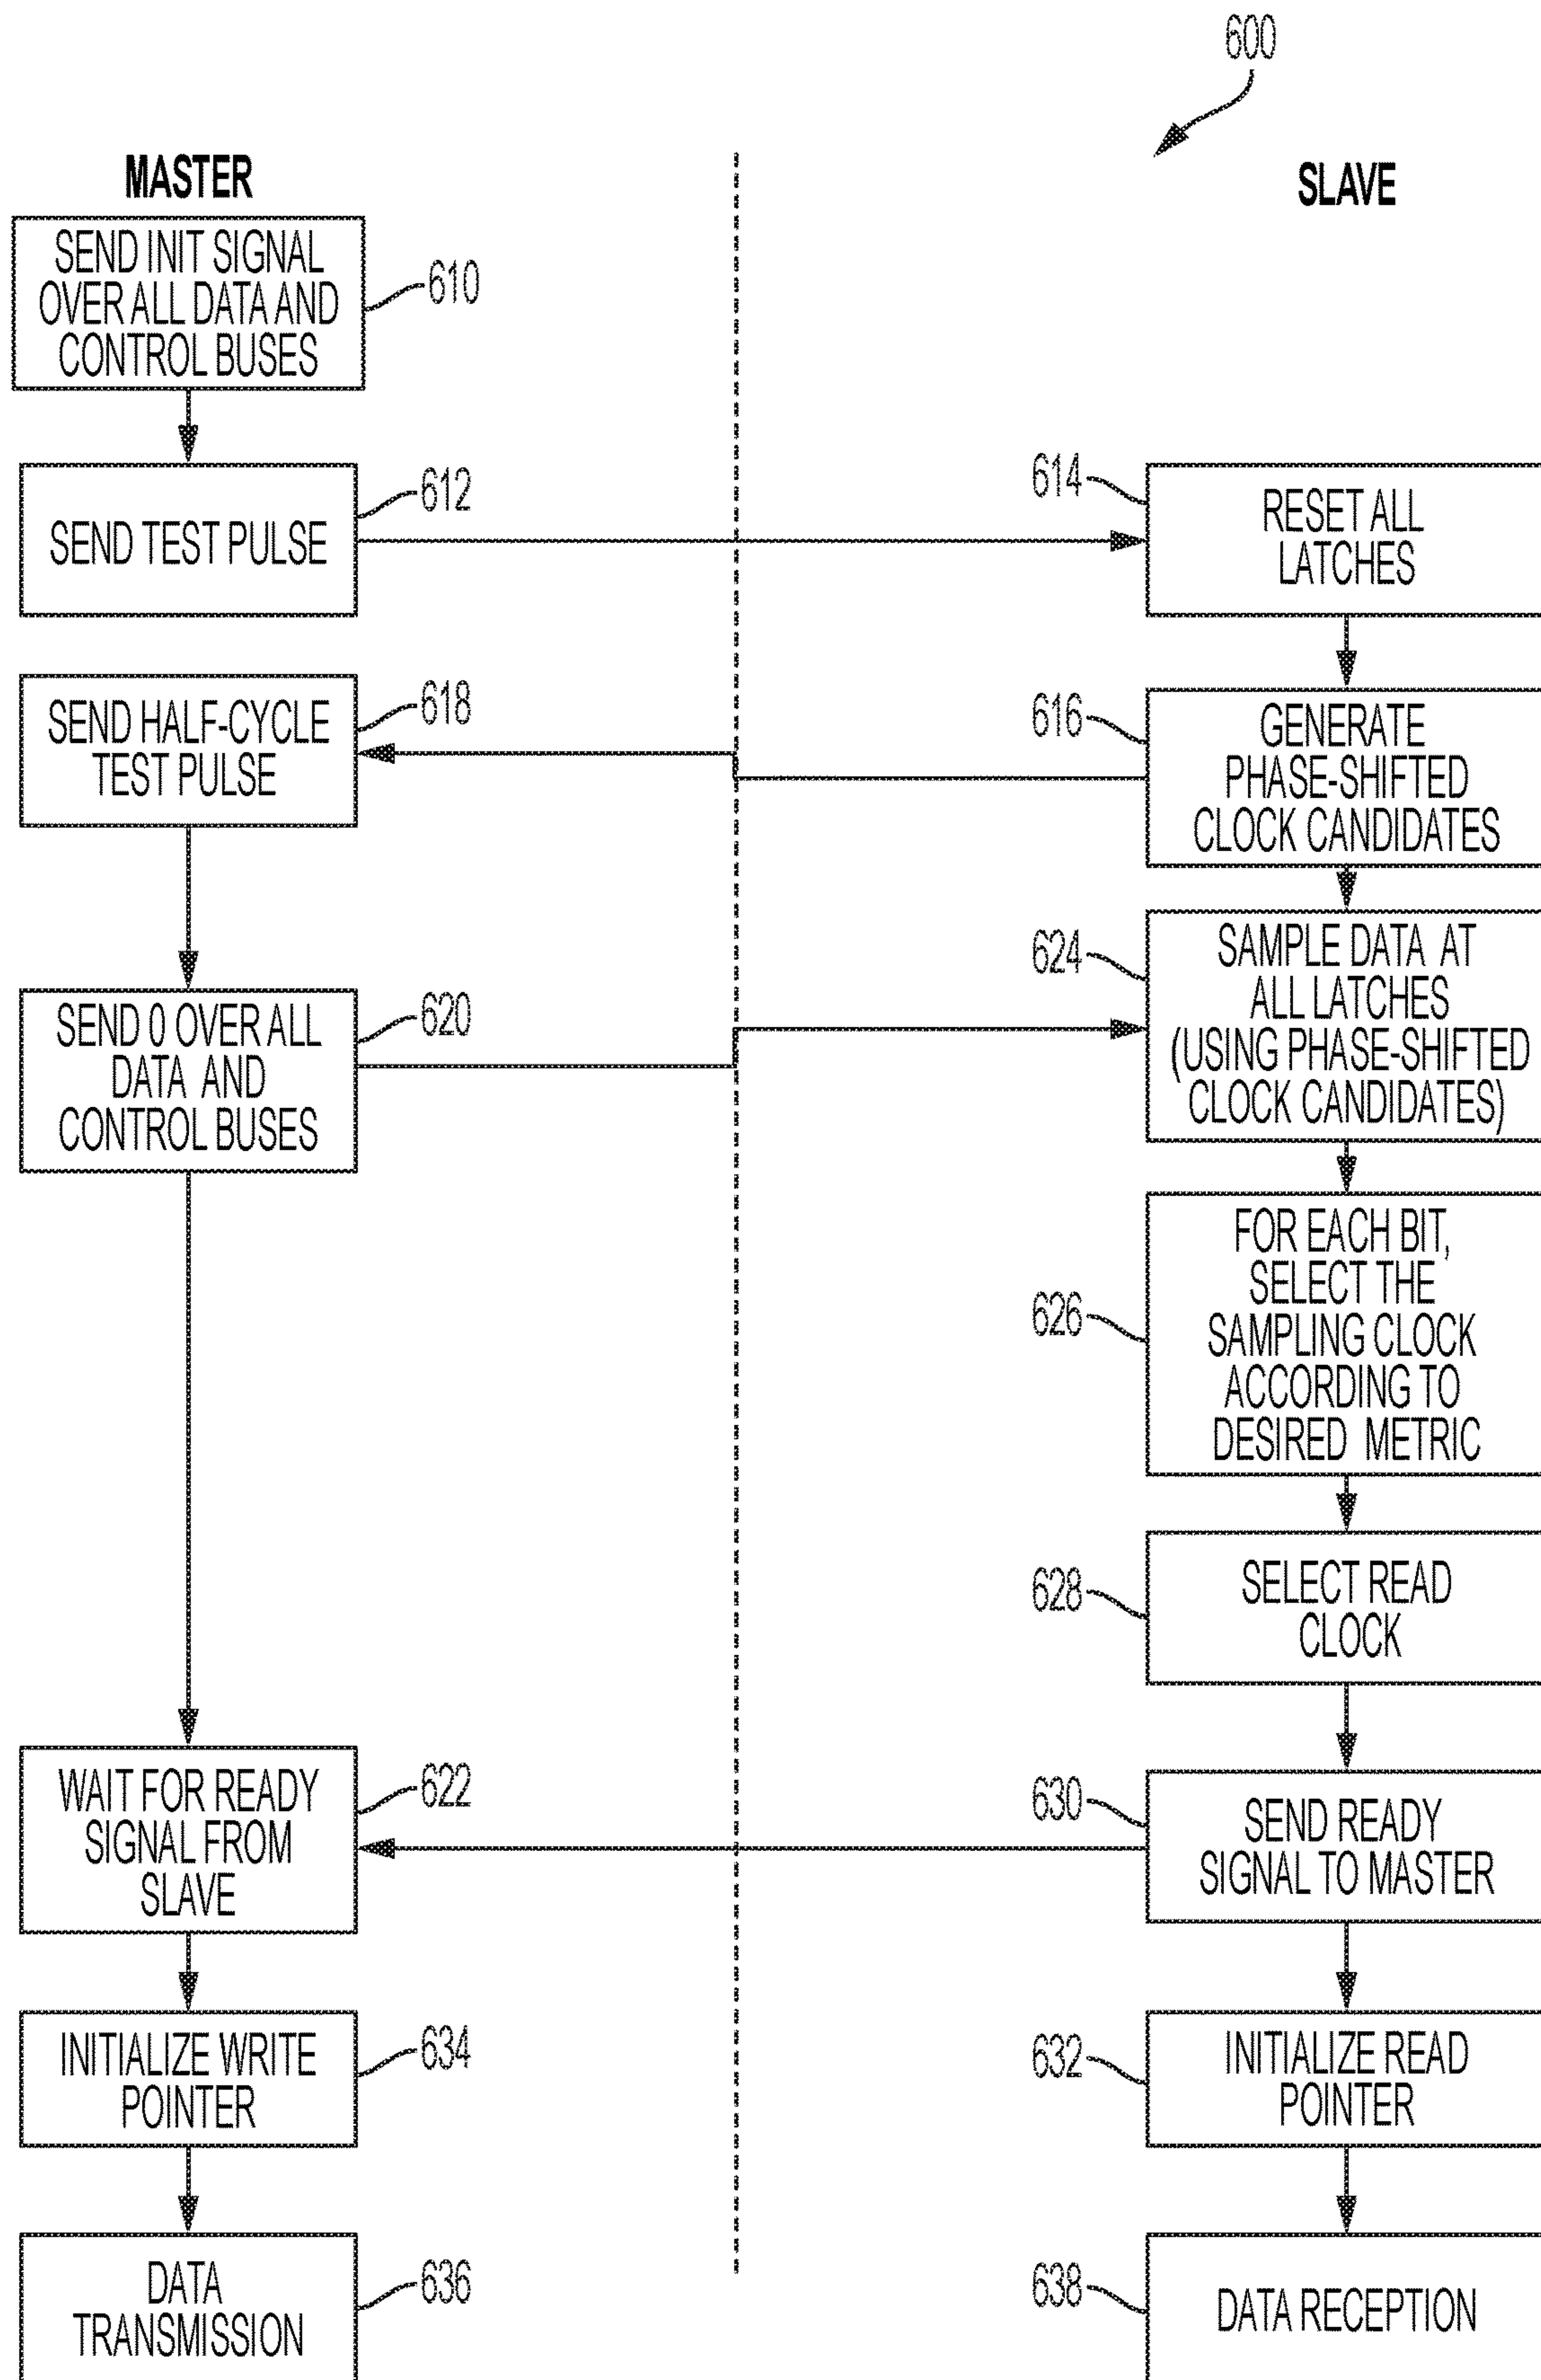 600
MASTER
SLAVE
SEND INIT SIGNAL
OVER ALL DATA AND
CONTROL BUSES
610
SEND TEST PULSE
612
614
RESET ALL
LATCHES
SEND HALF-CYCLE
TEST PULSE
618
616
GENERATE
PHASE-SHIFTED
CLOCK CANDIDATES
SEND 0 OVER ALL
DATA AND
CONTROL BUSES
620
624
SAMPLE DATA AT
ALL LATCHES
(USING PHASE-SHIFTED
CLOCK CANDIDATES)
626
FOR EACH BIT,
SELECT THE
SAMPLING CLOCK
ACCORDING TO
DESIRED METRIC
628
SELECT READ
CLOCK
WAIT FOR READY
SIGNAL FROM
SLAVE
622
630
SEND READY
SIGNAL TO MASTER
INITIALIZE WRITE
POINTER
634
632
INITIALIZE READ
POINTER
DATA
TRANSMISSION
636
638
DATA RECEPTION